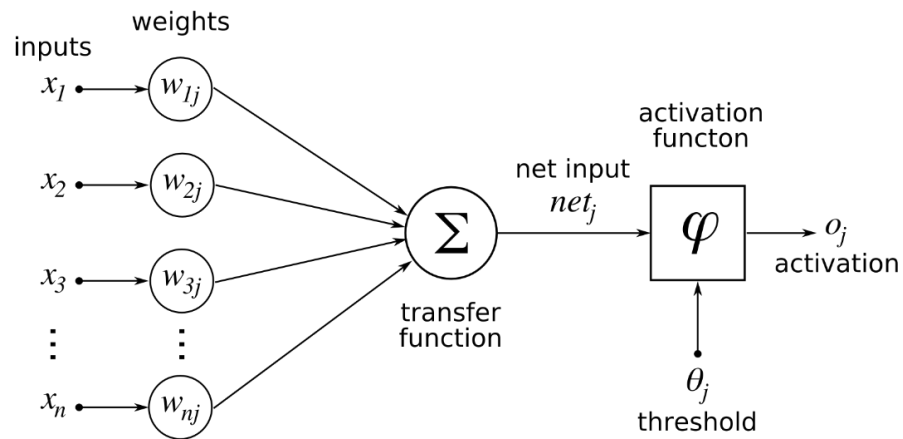 weights
inputs
x₁
w₁ⱼ
activation
functon
x₂
w₂ⱼ
net input
netⱼ
Σ
φ
oⱼ
activation
x₃
w₃ⱼ
transfer
function
⋮
⋮
xₙ
wₙⱼ
θⱼ
threshold